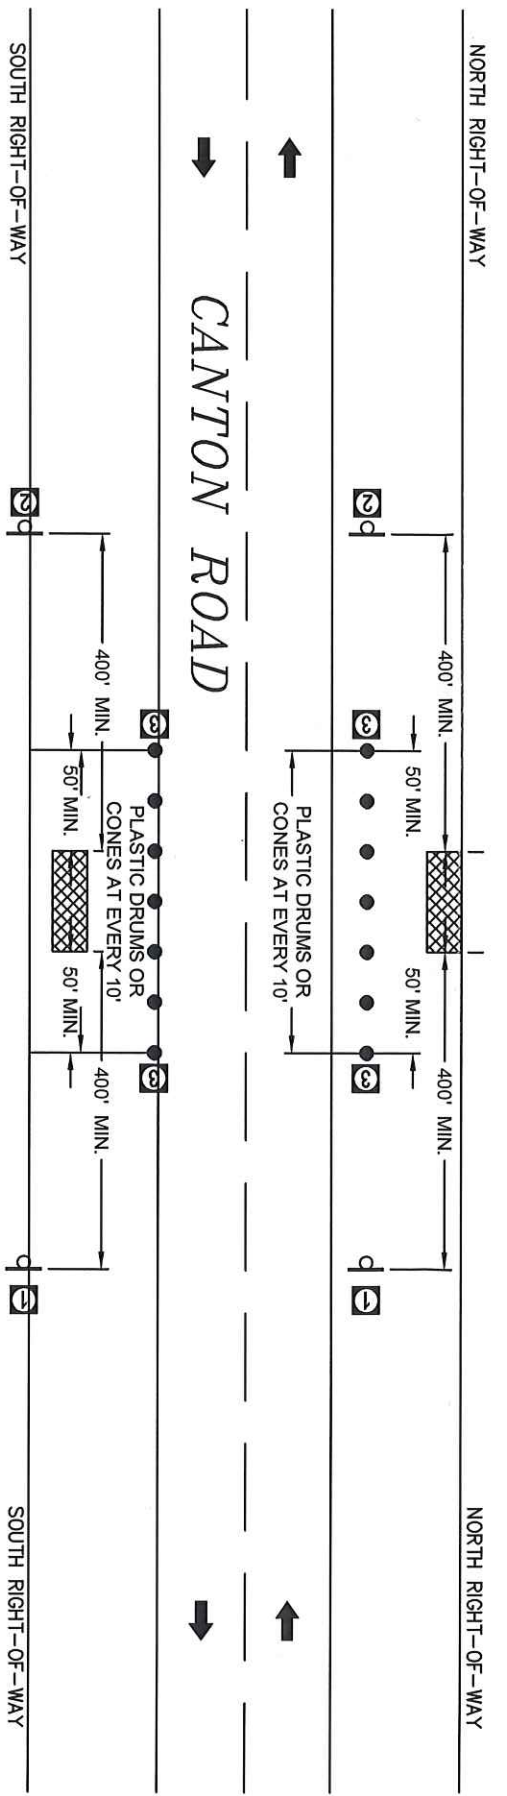 NORTH RIGHT-OF-WAY
NORTH RIGHT-OF-WAY
400' MIN.
400' MIN.
50' MIN.
50' MIN.
2
3
3
1
PLASTIC DRUMS OR
CONES AT EVERY 10'
CANTON ROAD
3
3
PLASTIC DRUMS OR
CONES AT EVERY 10'
400' MIN.
400' MIN.
50' MIN.
50' MIN.
2
1
SOUTH RIGHT-OF-WAY
SOUTH RIGHT-OF-WAY